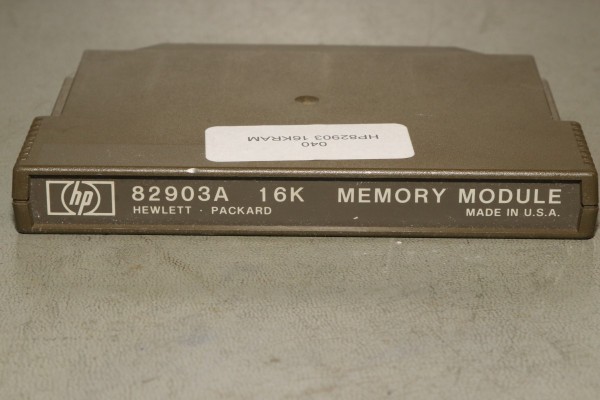 040
HP82903 16KRAM
hp 82903A 16K MEMORY MODULE
HEWLETT · PACKARD MADE IN U.S.A.